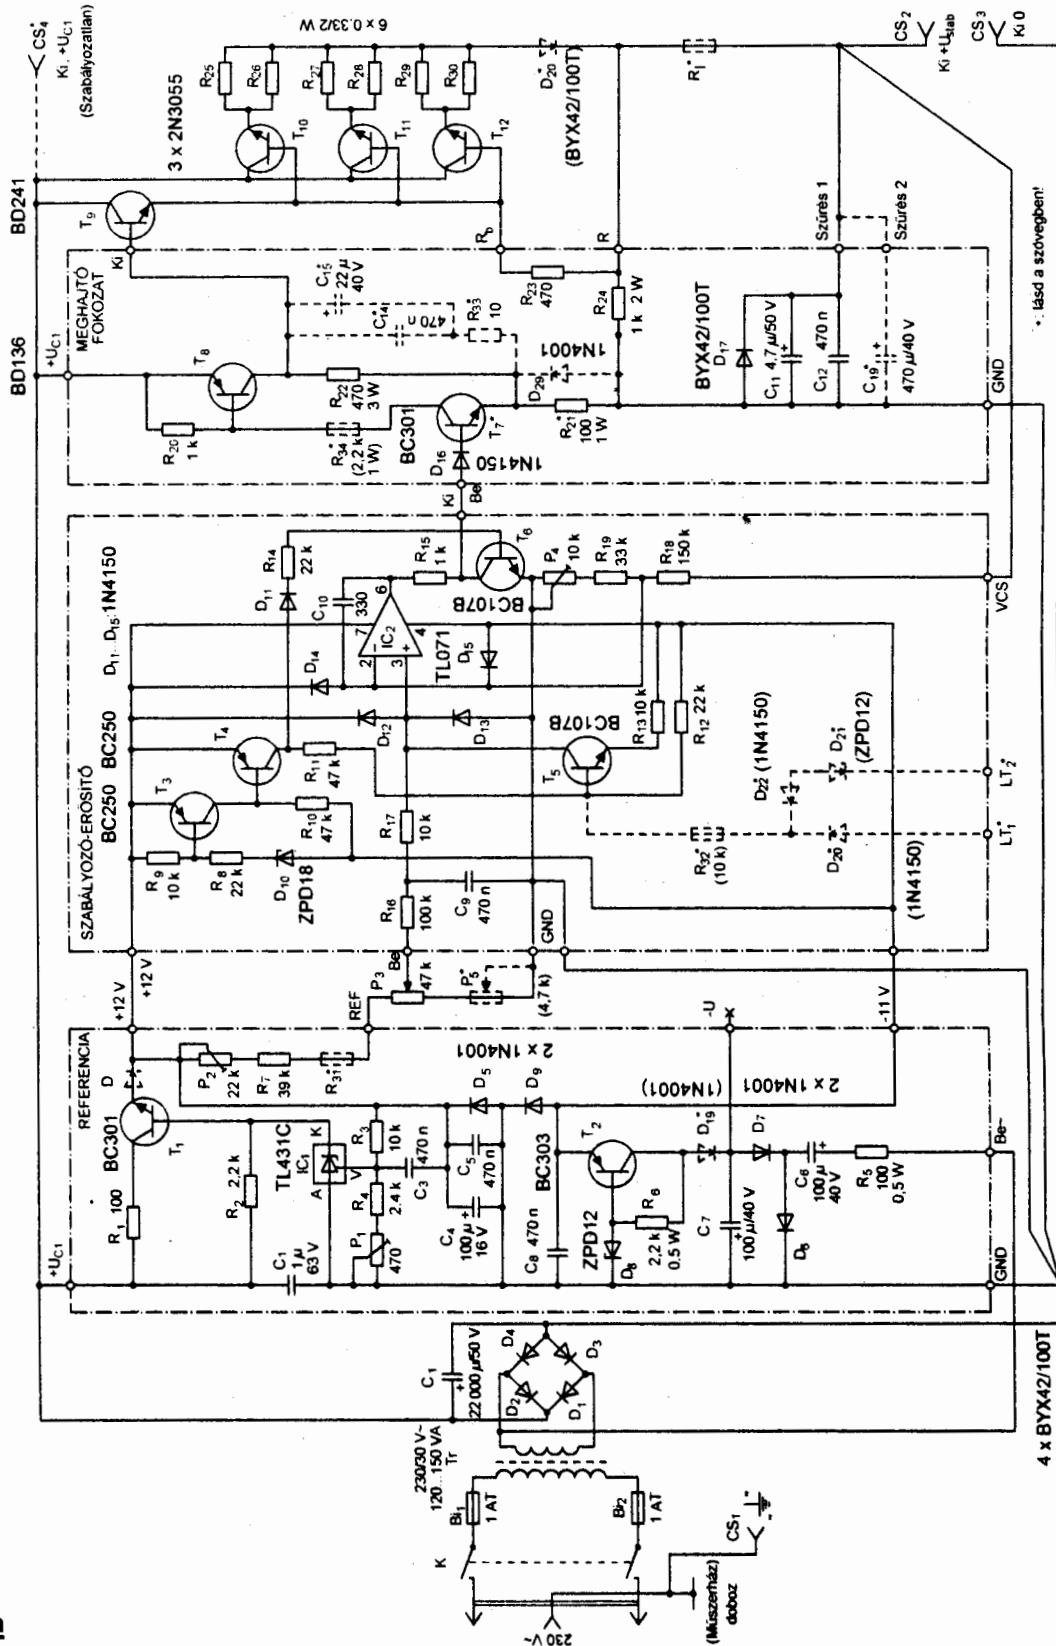 BD136
BD241
CS4*
Ki, +UC1
(Szabályozatlan)
+UC1
MEGHAJTÓ
FOKOZAT
T9
Ki
3 x 2N3055
6 x 0.33/2 W
R25
R26
R27
R28
R29
R30
T10
T11
T12
D20*
(BYX42/100T)
R1*
CS2
Ki +Ustab
CS3
Ki 0
R20
1 k
T8
R34*
(2,2 k
1 W)
R22
470
3 W
C15*
22 µ
40 V
C14*
470 n
R33*
10
BC301
T7*
D16
1N4150
D29
1N4001
R21*
100
1 W
Rb
R23
470
R
R24
1 k 2 W
BYX42/100T
D17
C11 4,7 µ/50 V
C12 470 n
C19*
470 µ/40 V
Szűrés 1
Szűrés 2
GND
*: lásd a szövegben!
SZABÁLYOZÓ-ERŐSÍTŐ
BC250
BC250
D11...D15:1N4150
R9
10 k
T3
T4
R8
22 k
D10
ZPD18
R10
47 k
R11
47 k
D11
R14
22 k
D14
C10
330
R15
1 k
Ki
Be
D12
IC2
7
2
3
6
4
TL071
D13
D15
T6
BC107B
P4
10 k
R19
33 k
R18
150 k
R16
100 k
R17
10 k
C9
470 n
T5
BC107B
R13 10 k
R12 22 k
GND
R32*
(10 k)
D22* (1N4150)
D20*
D21*
(ZPD12)
(1N4150)
LT1*
LT2*
VCS
+12 V
+12 V
REF
P3
Be
47 k
P5*
(4,7 k)
-U
-11 V
REFERENCIA
+UC1
R1 100
BC301
T1
D
P2
22 k
R7
39 k
R31*
R2 2,2 k
TL431C
IC1
A
K
V
R3
10 k
C1
1 µ
63 V
P1
470
R4
2.4 k
C3
470 n
C4
100 µ
16 V
C5
470 n
D5
2 x 1N4001
D9
C8 470 n
BC303
T2
ZPD12
D8
R6
2,2 k
0.5 W
D19*
(1N4001)
C7
100 µ/40 V
D7
2 x 1N4001
D6
C6
100 µ
40 V
R5
100
0,5 W
GND
Be~
C1
22 000 µ/50 V
D4
D3
D2
D1
4 x BYX42/100T
230/30 V~
120...150 VA
Tr
Bi1
1 AT
Bi2
1 AT
K
CS1
(Műszerház)
doboz
230 V~